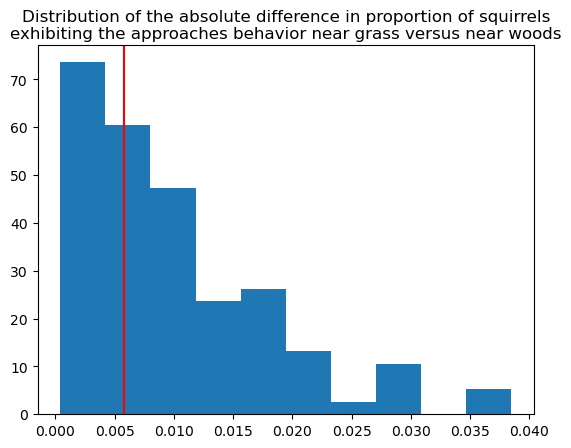 Distribution of the absolute difference in proportion of squirrels
exhibiting the approaches behavior near grass versus near woods
70
60
50
40
30
20
10
0
0.000 0.005 0.010 0.015 0.020 0.025 0.030 0.035 0.040